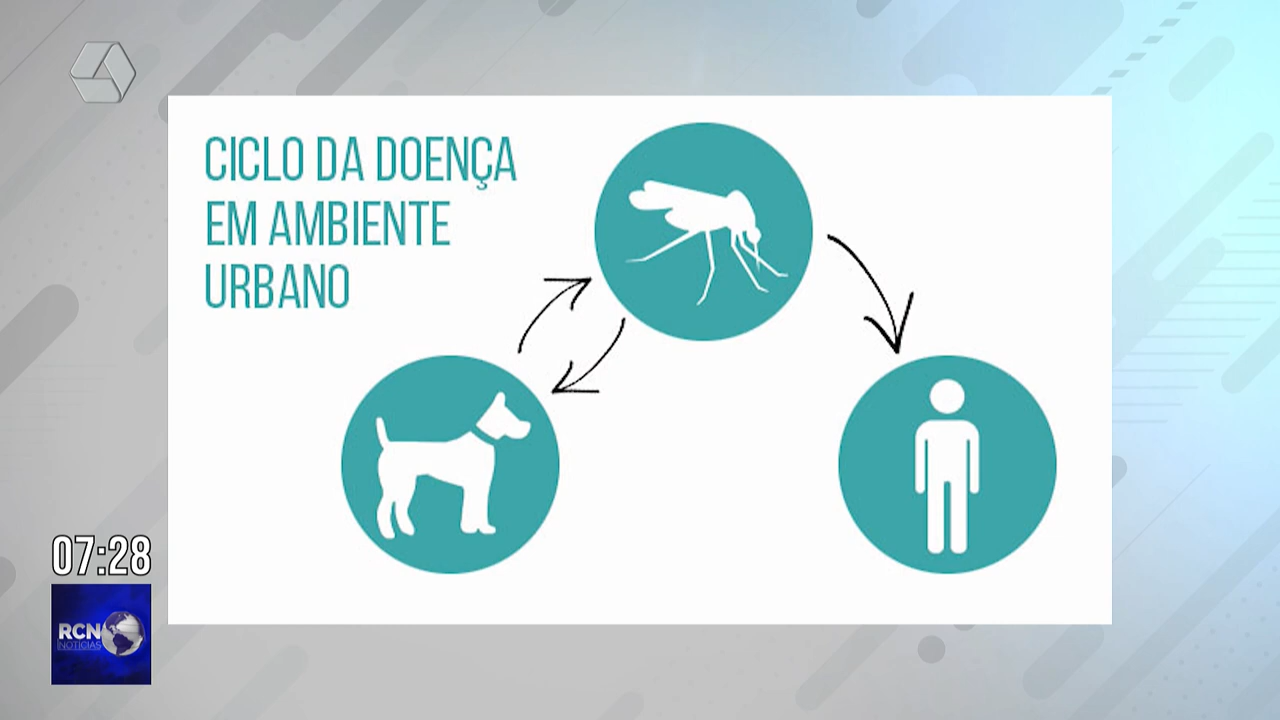 CICLO DA DOENÇA
EM AMBIENTE
URBANO
07:28
RCN
NOTÍCIAS